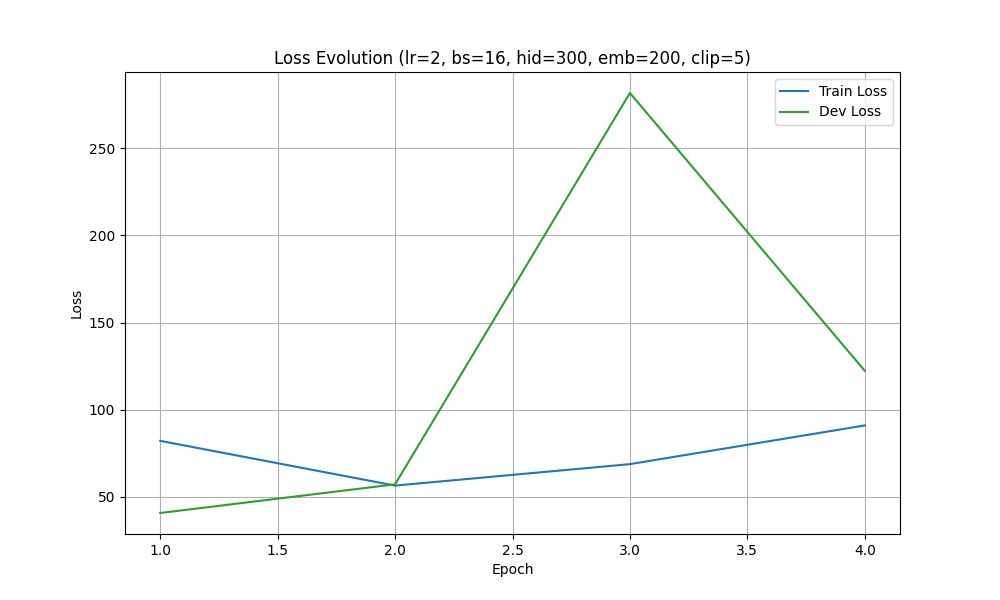 Loss Evolution (lr=2, bs=16, hid=300, emb=200, clip=5)
Train Loss
Dev Loss
250
200
150
100
50
Loss
1.0 1.5 2.0 2.5 3.0 3.5 4.0
Epoch